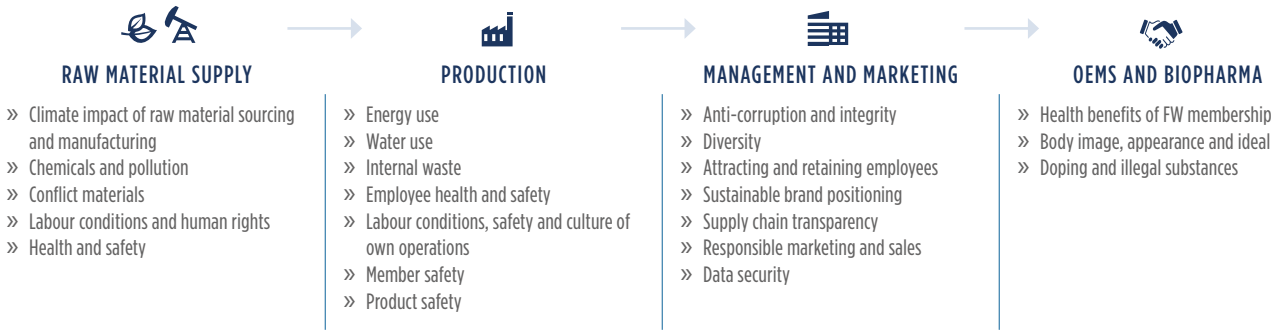 RAW MATERIAL SUPPLY
» Climate impact of raw material sourcing
and manufacturing
» Chemicals and pollution
» Conflict materials
» Labour conditions and human rights
» Health and safety
PRODUCTION
» Energy use
» Water use
» Internal waste
» Employee health and safety
» Labour conditions, safety and culture of
own operations
» Member safety
» Product safety
MANAGEMENT AND MARKETING
» Anti-corruption and integrity
» Diversity
» Attracting and retaining employees
» Sustainable brand positioning
» Supply chain transparency
» Responsible marketing and sales
» Data security
OEMS AND BIOPHARMA
» Health benefits of FW membership
» Body image, appearance and ideal
» Doping and illegal substances